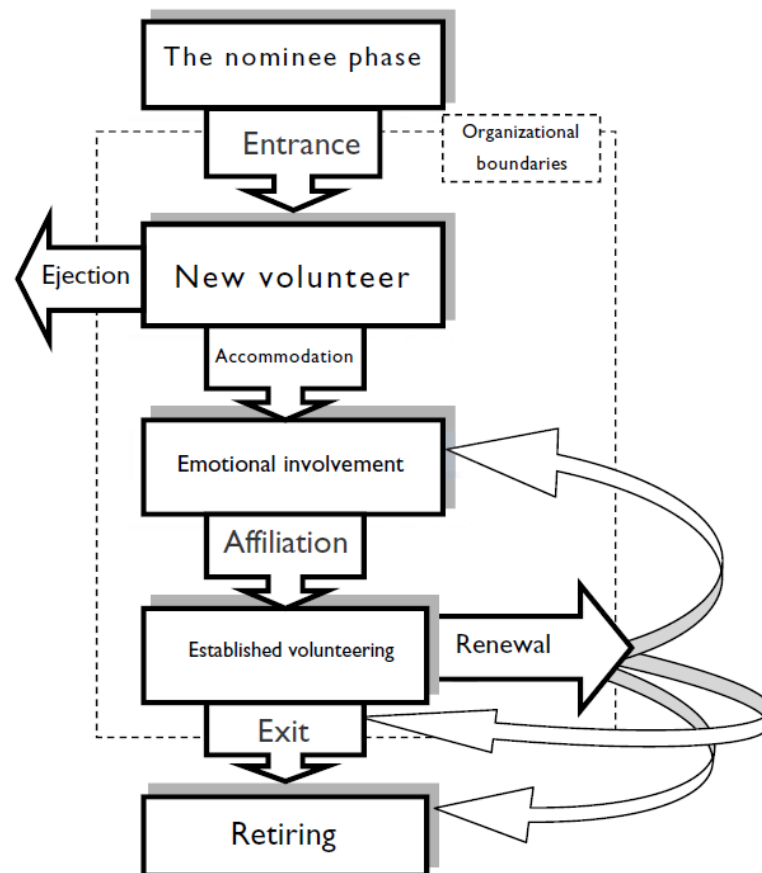 The nominee phase
Organizational
boundaries
Entrance
New volunteer
Ejection
Accommodation
Emotional involvement
Affiliation
Established volunteering
Renewal
Exit
Retiring